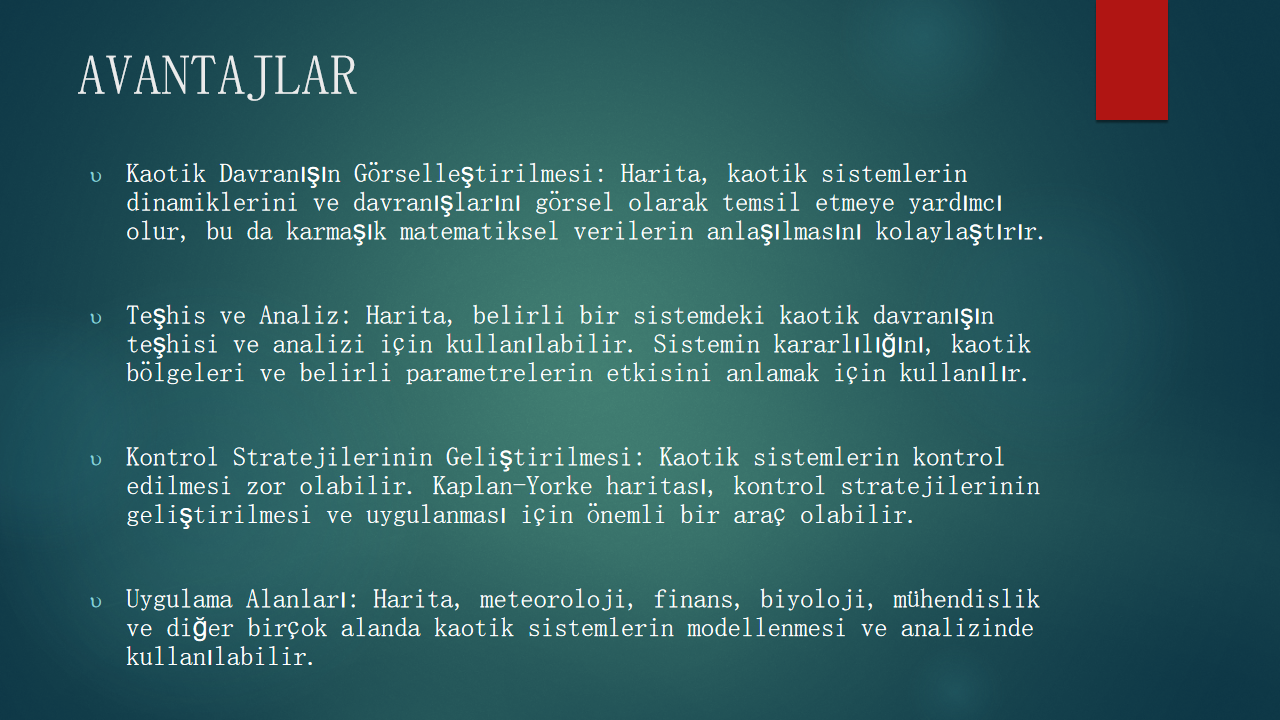 AVANTAJLAR
Kaotik Davranışın Görselleştirilmesi: Harita, kaotik sistemlerin
dinamiklerini ve davranışlarını görsel olarak temsil etmeye yardımcı
olur, bu da karmaşık matematiksel verilerin anlaşılmasını kolaylaştırır.
Teşhis ve Analiz: Harita, belirli bir sistemdeki kaotik davranışın
teşhisi ve analizi için kullanılabilir. Sistemin kararlılığını, kaotik
bölgeleri ve belirli parametrelerin etkisini anlamak için kullanılır.
Kontrol Stratejilerinin Geliştirilmesi: Kaotik sistemlerin kontrol
edilmesi zor olabilir. Kaplan-Yorke haritası, kontrol stratejilerinin
geliştirilmesi ve uygulanması için önemli bir araç olabilir.
Uygulama Alanları: Harita, meteoroloji, finans, biyoloji, mühendislik
ve diğer birçok alanda kaotik sistemlerin modellenmesi ve analizinde
kullanılabilir.